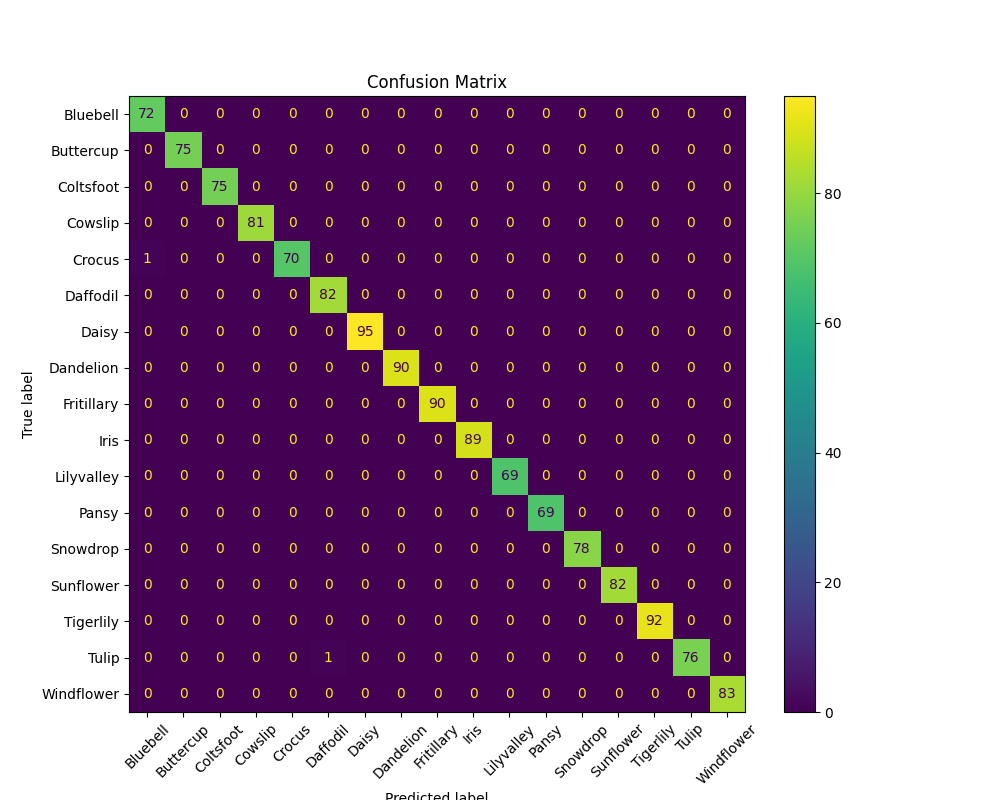 Confusion Matrix
Bluebell 72 0 0 0 0 0 0 0 0 0 0 0 0 0 0 0 0
Buttercup 0 75 0 0 0 0 0 0 0 0 0 0 0 0 0 0 0
Coltsfoot 0 0 75 0 0 0 0 0 0 0 0 0 0 0 0 0 0
Cowslip 0 0 0 81 0 0 0 0 0 0 0 0 0 0 0 0 0
Crocus 1 0 0 0 70 0 0 0 0 0 0 0 0 0 0 0 0
Daffodil 0 0 0 0 0 82 0 0 0 0 0 0 0 0 0 0 0
Daisy 0 0 0 0 0 0 95 0 0 0 0 0 0 0 0 0 0
Dandelion 0 0 0 0 0 0 0 90 0 0 0 0 0 0 0 0 0
Fritillary 0 0 0 0 0 0 0 0 90 0 0 0 0 0 0 0 0
Iris 0 0 0 0 0 0 0 0 0 89 0 0 0 0 0 0 0
Lilyvalley 0 0 0 0 0 0 0 0 0 0 69 0 0 0 0 0 0
Pansy 0 0 0 0 0 0 0 0 0 0 0 69 0 0 0 0 0
Snowdrop 0 0 0 0 0 0 0 0 0 0 0 0 78 0 0 0 0
Sunflower 0 0 0 0 0 0 0 0 0 0 0 0 0 82 0 0 0
Tigerlily 0 0 0 0 0 0 0 0 0 0 0 0 0 0 92 0 0
Tulip 0 0 0 0 0 1 0 0 0 0 0 0 0 0 0 76 0
Windflower 0 0 0 0 0 0 0 0 0 0 0 0 0 0 0 0 83
True label
Bluebell Buttercup Coltsfoot Cowslip Crocus Daffodil Daisy Dandelion Fritillary Iris Lilyvalley Pansy Snowdrop Sunflower Tigerlily Tulip Windflower
Predicted label
80
60
40
20
0